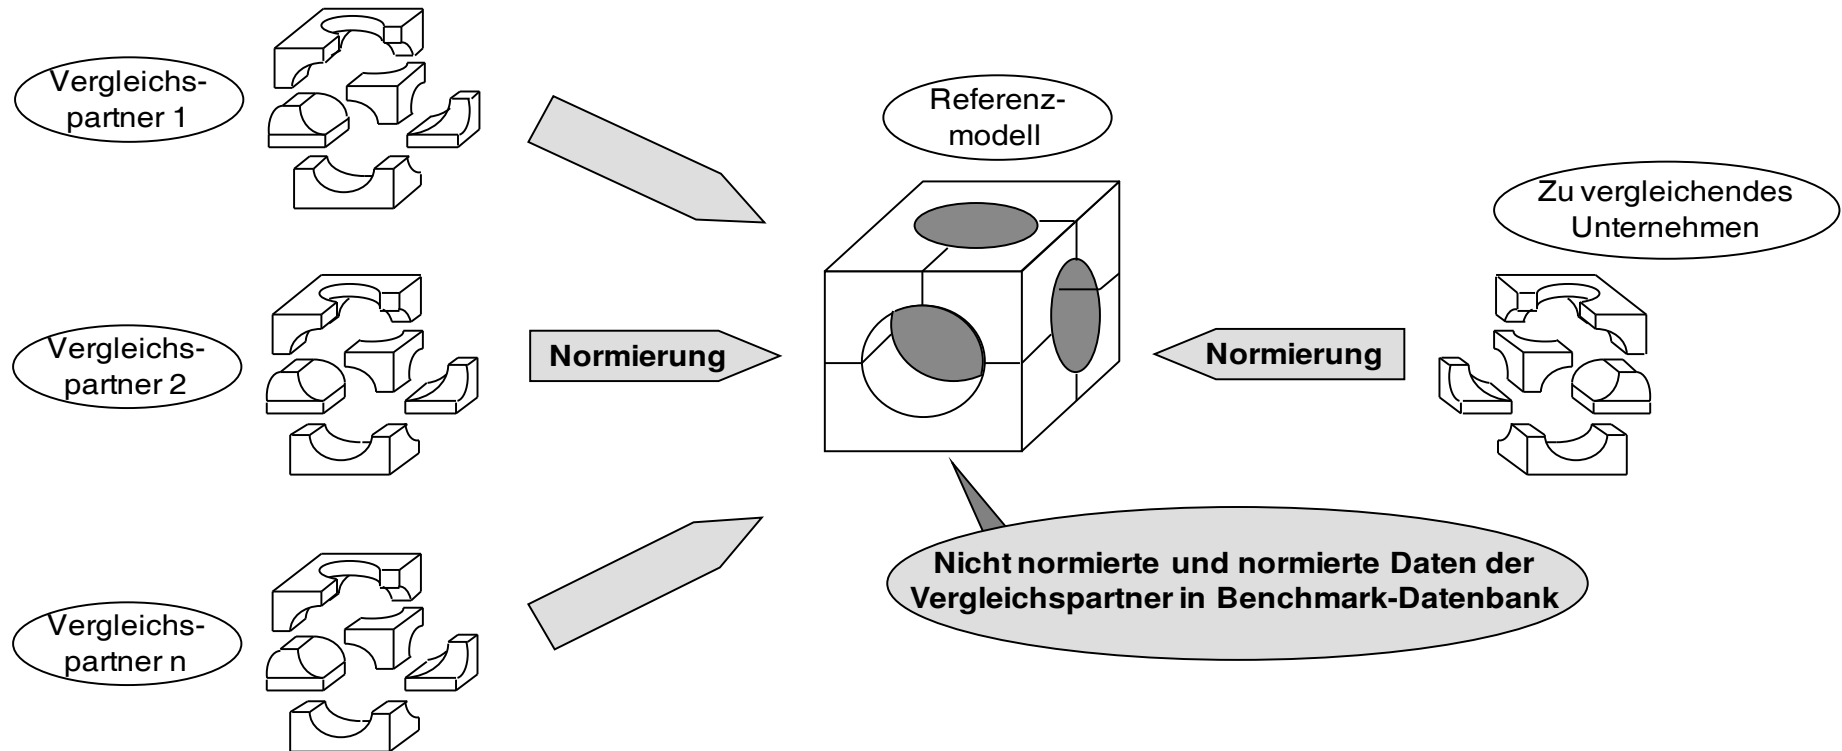 Vergleichs-
partner 1
Referenz-
modell
Zu vergleichendes
Unternehmen
Vergleichs-
partner 2
Normierung
Normierung
Nicht normierte und normierte Daten der
Vergleichspartner in Benchmark-Datenbank
Vergleichs-
partner n